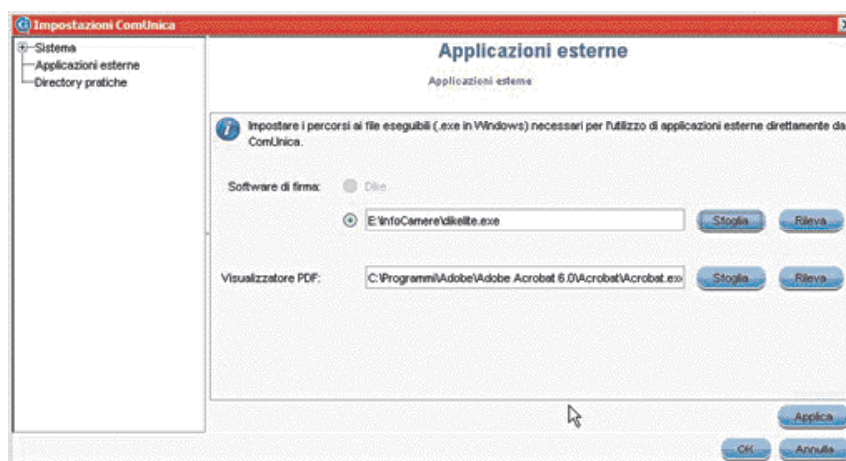 Impostazioni ComUnica
Sistema
Applicazioni esterne
Directory pratiche
Applicazioni esterne
Applicazioni esterne
Impostare i percorsi ai file eseguibili (.exe in Windows) necessari per l'utilizzo di applicazioni esterne direttamente da
ComUnica.
Software di firma: Dike
E:\InfoCamere\dikelite.exe Sfoglia Rileva
Visualizzatore PDF: C:\Programmi\Adobe\Adobe Acrobat 6.0\Acrobat\Acrobat.exe Sfoglia Rileva
Applica
OK Annulla